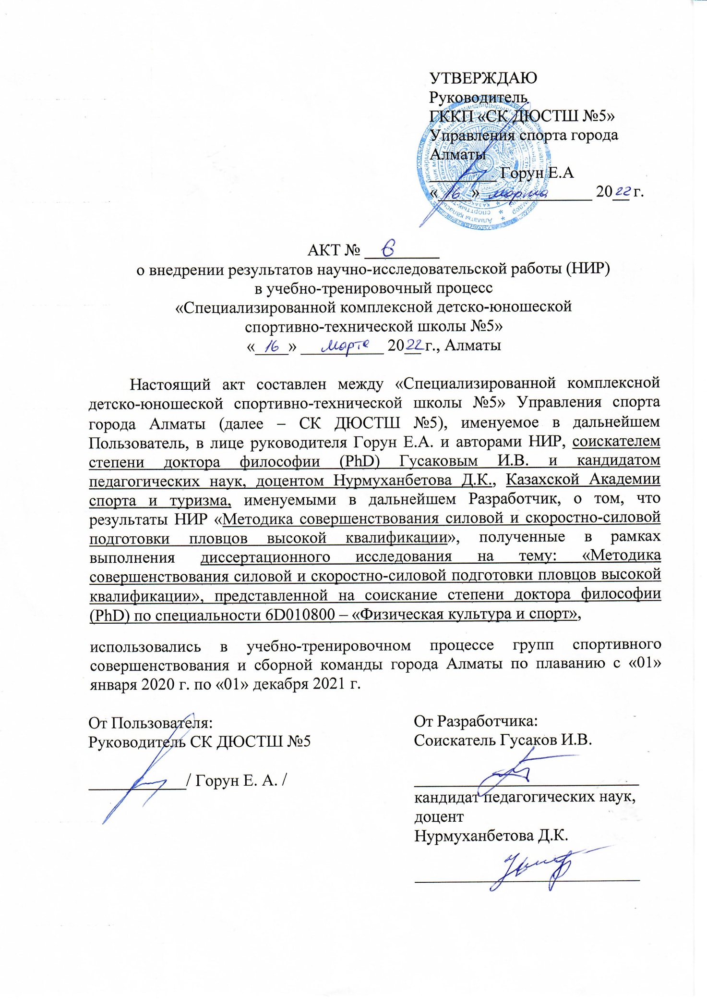 УТВЕРЖДАЮ
Руководитель
ГККП «СК ДЮСТШ №5»
Управления спорта города
Алматы
________ Горун Е.А
«16» марта 2022 г.
АКТ № 6
о внедрении результатов научно-исследовательской работы (НИР)
в учебно-тренировочный процесс
«Специализированной комплексной детско-юношеской
спортивно-технической школы №5»
«16» марта 2022 г., Алматы
Настоящий акт составлен между «Специализированной комплексной
детско-юношеской спортивно-технической школы №5» Управления спорта
города Алматы (далее – СК ДЮСТШ №5), именуемое в дальнейшем
Пользователь, в лице руководителя Горун Е.А. и авторами НИР, соискателем
степени доктора философии (PhD) Гусаковым И.В. и кандидатом
педагогических наук, доцентом Нурмуханбетова Д.К., Казахской Академии
спорта и туризма, именуемыми в дальнейшем Разработчик, о том, что
результаты НИР «Методика совершенствования силовой и скоростно-силовой
подготовки пловцов высокой квалификации», полученные в рамках
выполнения диссертационного исследования на тему: «Методика
совершенствования силовой и скоростно-силовой подготовки пловцов высокой
квалификации», представленной на соискание степени доктора философии
(PhD) по специальности 6D010800 – «Физическая культура и спорт»,
использовались в учебно-тренировочном процессе групп спортивного
совершенствования и сборной команды города Алматы по плаванию с «01»
января 2020 г. по «01» декабря 2021 г.
От Пользователя:
Руководитель СК ДЮСТШ №5
____________/ Горун Е. А. /
От Разработчика:
Соискатель Гусаков И.В.
кандидат педагогических наук,
доцент
Нурмуханбетова Д.К.